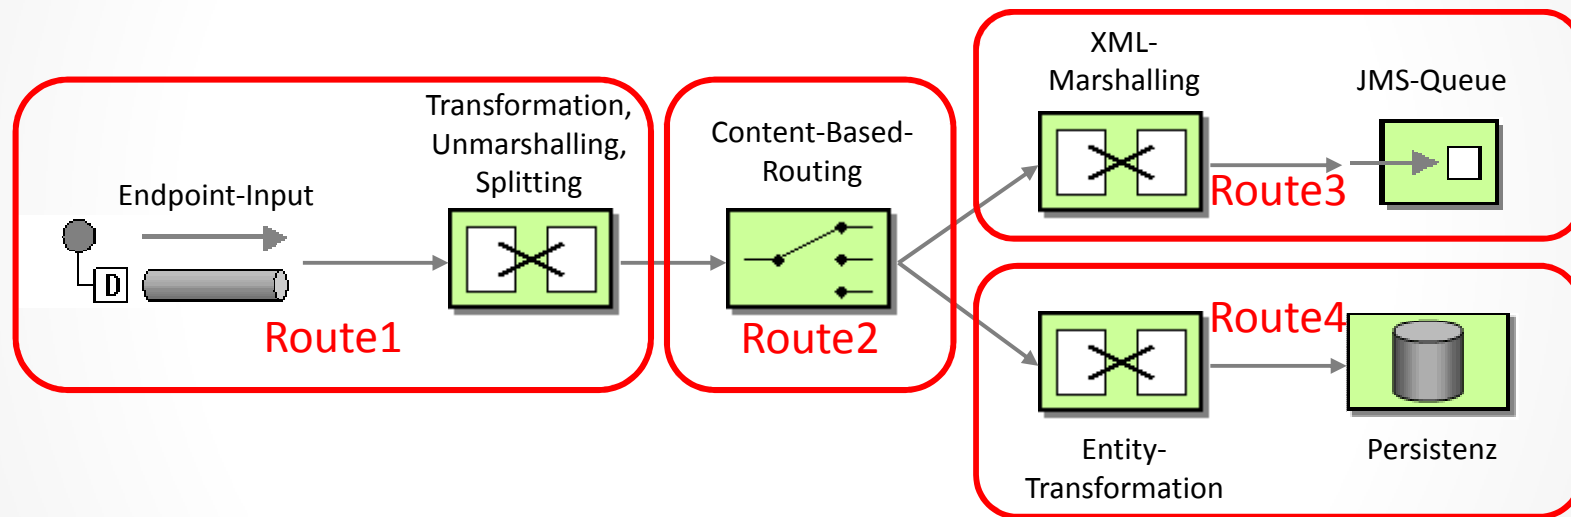 Endpoint-Input
D
Transformation,
Unmarshalling,
Splitting
Route1
Content-Based-
Routing
Route2
XML-
Marshalling
JMS-Queue
Route3
Route4
Entity-
Transformation
Persistenz